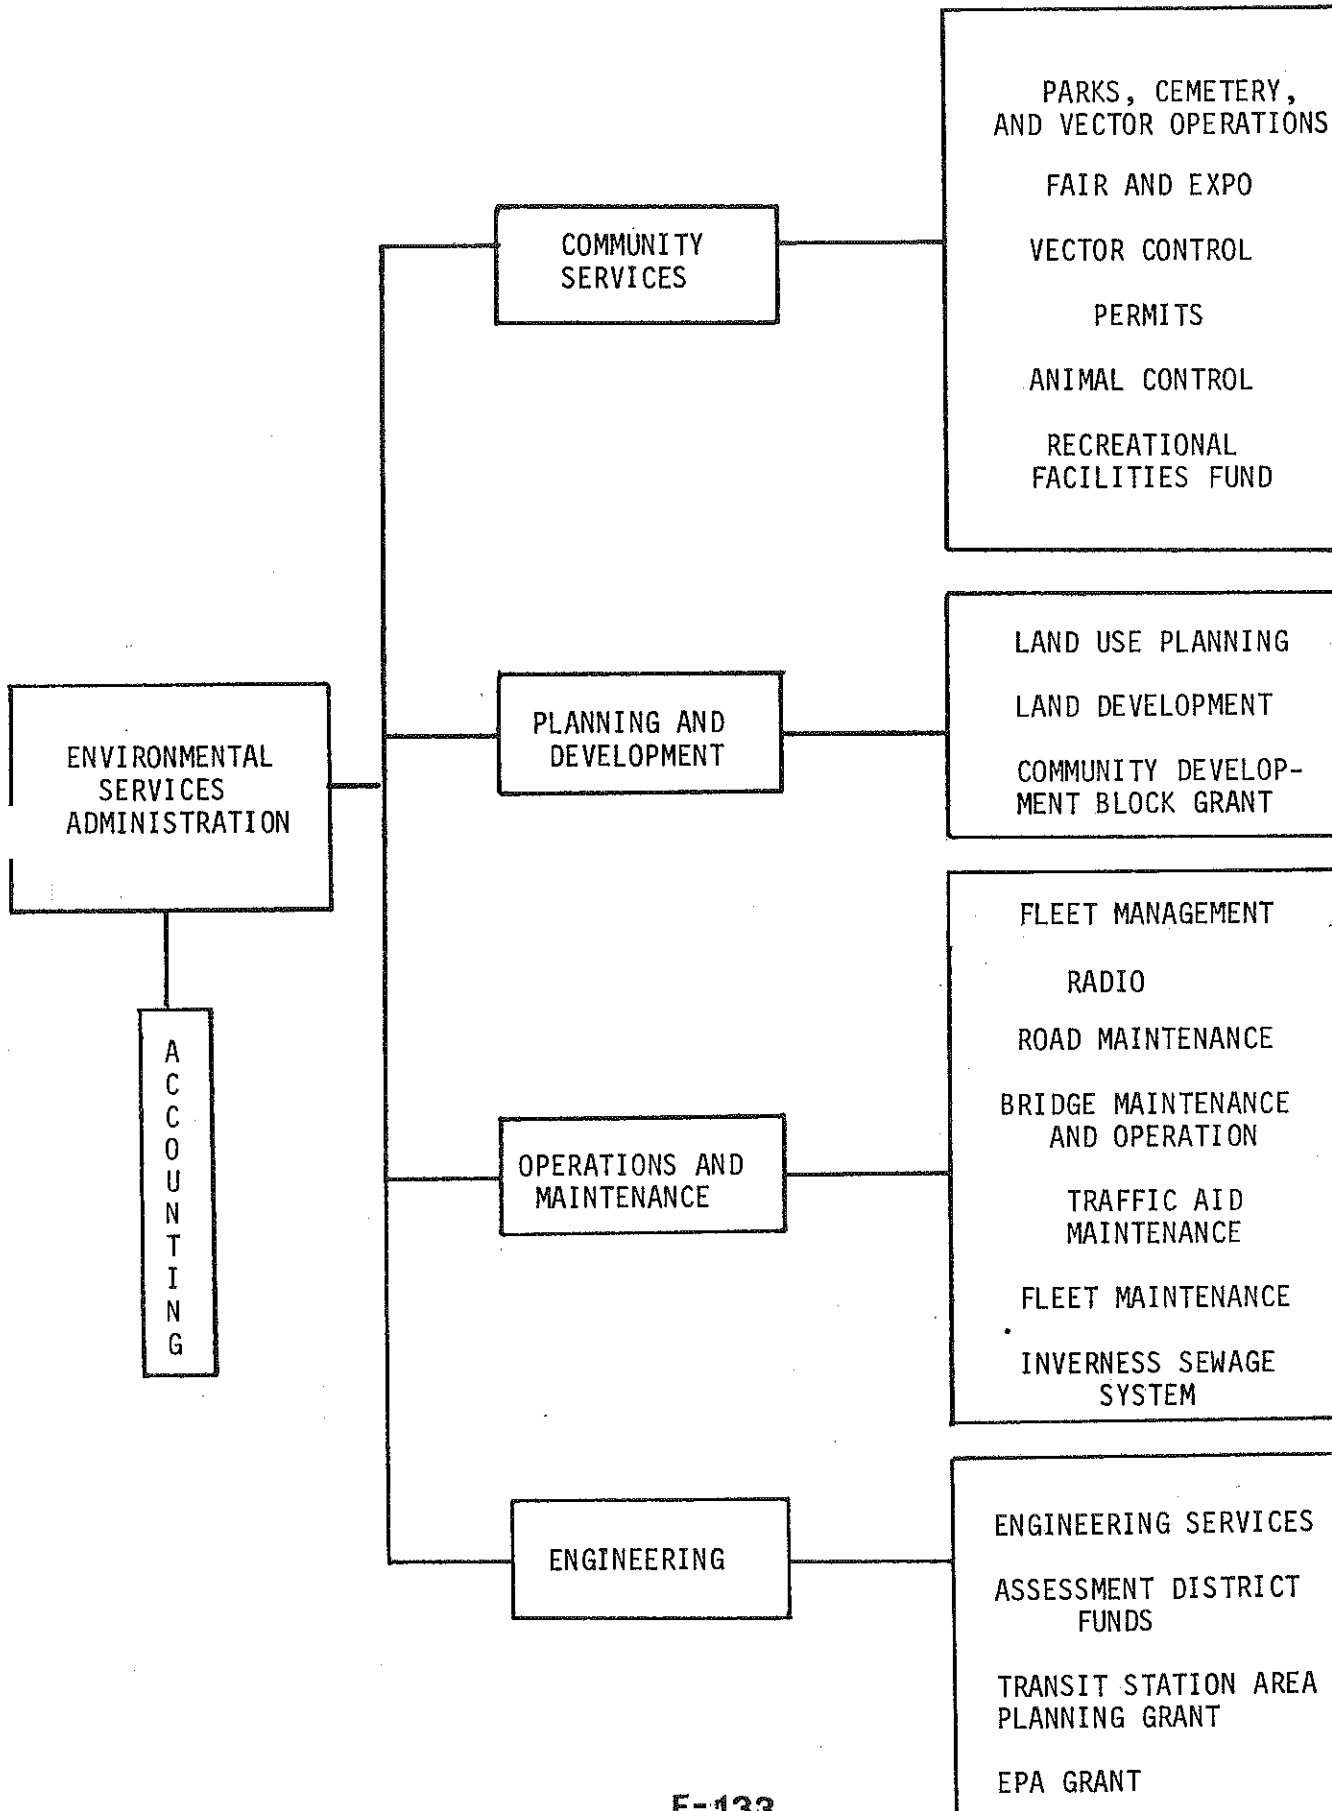 ENVIRONMENTAL
SERVICES
ADMINISTRATION
ACCOUNTING
COMMUNITY
SERVICES
PARKS, CEMETERY,
AND VECTOR OPERATIONS
FAIR AND EXPO
VECTOR CONTROL
PERMITS
ANIMAL CONTROL
RECREATIONAL
FACILITIES FUND
PLANNING AND
DEVELOPMENT
LAND USE PLANNING
LAND DEVELOPMENT
COMMUNITY DEVELOP-
MENT BLOCK GRANT
OPERATIONS AND
MAINTENANCE
FLEET MANAGEMENT
RADIO
ROAD MAINTENANCE
BRIDGE MAINTENANCE
AND OPERATION
TRAFFIC AID
MAINTENANCE
FLEET MAINTENANCE
INVERNESS SEWAGE
SYSTEM
ENGINEERING
ENGINEERING SERVICES
ASSESSMENT DISTRICT
FUNDS
TRANSIT STATION AREA
PLANNING GRANT
EPA GRANT